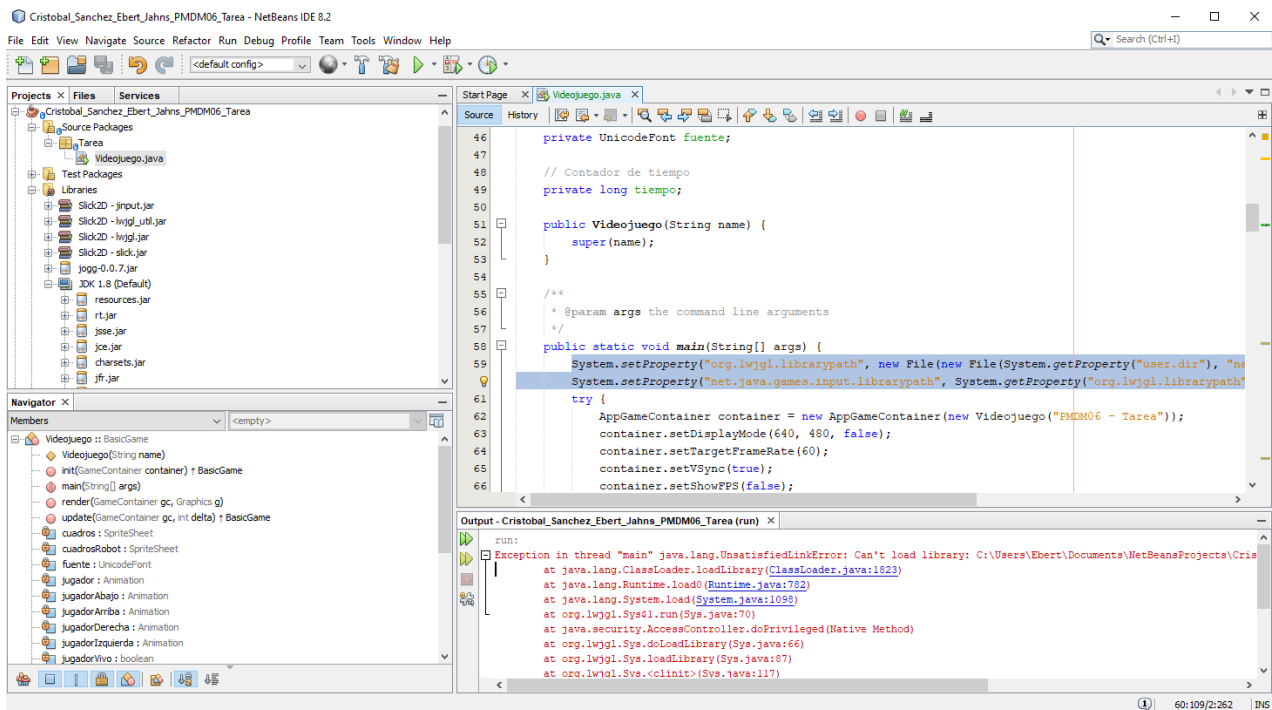 Cristobal_Sanchez_Ebert_Jahns_PMDM06_Tarea - NetBeans IDE 8.2
File Edit View Navigate Source Refactor Run Debug Profile Team Tools Window Help
Search (Ctrl+I)
<default config>
Projects Files Services
Cristobal_Sanchez_Ebert_Jahns_PMDM06_Tarea
Source Packages
Tarea
Videojuego.java
Test Packages
Libraries
Slick2D - jinput.jar
Slick2D - lwjgl_util.jar
Slick2D - lwjgl.jar
Slick2D - slick.jar
jogg-0.0.7.jar
JDK 1.8 (Default)
resources.jar
rt.jar
jsse.jar
jce.jar
charsets.jar
jfr.jar
Navigator
Members <empty>
Videojuego :: BasicGame
Videojuego(String name)
init(GameContainer container) ↑ BasicGame
main(String[] args)
render(GameContainer gc, Graphics g)
update(GameContainer gc, int delta) ↑ BasicGame
cuadros : SpriteSheet
cuadrosRobot : SpriteSheet
fuente : UnicodeFont
jugador : Animation
jugadorAbajo : Animation
jugadorArriba : Animation
jugadorDerecha : Animation
jugadorIzquierda : Animation
jugadorVivo : boolean
Start Page Videojuego.java
Source History
46 private UnicodeFont fuente;
47
48 // Contador de tiempo
49 private long tiempo;
50
51 public Videojuego(String name) {
52 super(name);
53 }
54
55 /**
56 * @param args the command line arguments
57 */
58 public static void main(String[] args) {
59 System.setProperty("org.lwjgl.librarypath", new File(new File(System.getProperty("user.dir"), "na
System.setProperty("net.java.games.input.librarypath", System.getProperty("org.lwjgl.librarypath"
61 try {
62 AppGameContainer container = new AppGameContainer(new Videojuego("PMDM06 - Tarea"));
63 container.setDisplayMode(640, 480, false);
64 container.setTargetFrameRate(60);
65 container.setVSync(true);
66 container.setShowFPS(false);
Output - Cristobal_Sanchez_Ebert_Jahns_PMDM06_Tarea (run)
run:
Exception in thread "main" java.lang.UnsatisfiedLinkError: Can't load library: C:\Users\Ebert\Documents\NetBeansProjects\Cris
at java.lang.ClassLoader.loadLibrary(ClassLoader.java:1823)
at java.lang.Runtime.load0(Runtime.java:782)
at java.lang.System.load(System.java:1098)
at org.lwjgl.Sys$1.run(Sys.java:70)
at java.security.AccessController.doPrivileged(Native Method)
at org.lwjgl.Sys.doLoadLibrary(Sys.java:66)
at org.lwjgl.Sys.loadLibrary(Sys.java:87)
at org.lwjgl.Sys.<clinit>(Sys.java:117)
1 60:109/2:262 INS